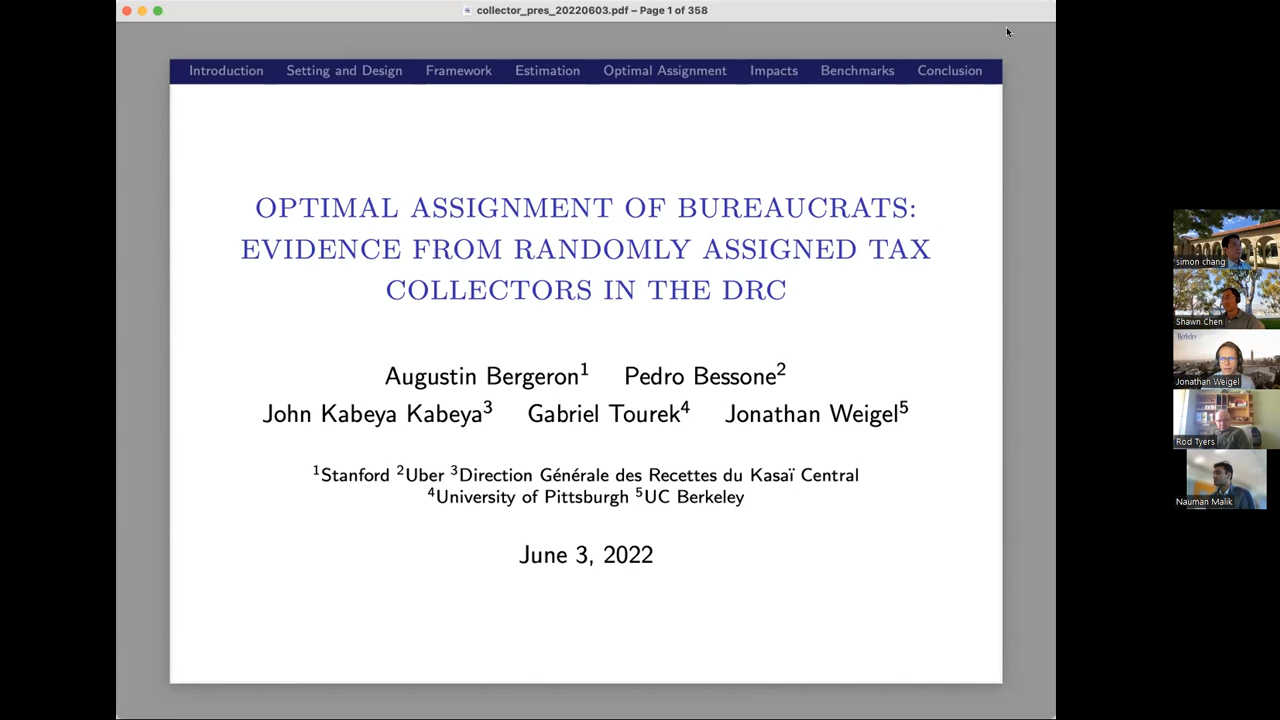 collector_pres_20220603.pdf – Page 1 of 358
Introduction Setting and Design Framework Estimation Optimal Assignment Impacts Benchmarks Conclusion
OPTIMAL ASSIGNMENT OF BUREAUCRATS:
EVIDENCE FROM RANDOMLY ASSIGNED TAX
COLLECTORS IN THE DRC
Augustin Bergeron¹ Pedro Bessone²
John Kabeya Kabeya³ Gabriel Tourek⁴ Jonathan Weigel⁵
¹Stanford ²Uber ³Direction Générale des Recettes du Kasaï Central
⁴University of Pittsburgh ⁵UC Berkeley
June 3, 2022
simon chang
Shawn Chen
Berkeley
Jonathan Weigel
Rod Tyers
Nauman Malik